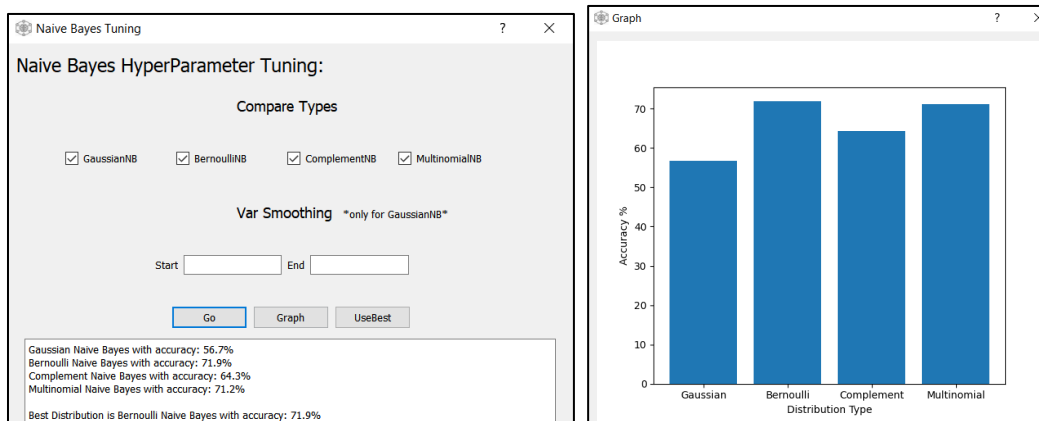 Naive Bayes Tuning
?
Naive Bayes HyperParameter Tuning:
Compare Types
GaussianNB BernoulliNB ComplementNB MultinomialNB
Var Smoothing *only for GaussianNB*
Start End
Go Graph UseBest
Gaussian Naive Bayes with accuracy: 56.7%
Bernoulli Naive Bayes with accuracy: 71.9%
Complement Naive Bayes with accuracy: 64.3%
Multinomial Naive Bayes with accuracy: 71.2%
Best Distribution is Bernoulli Naive Bayes with accuracy: 71.9%
Graph
?
Accuracy %
70
60
50
40
30
20
10
0
Gaussian Bernoulli Complement Multinomial
Distribution Type